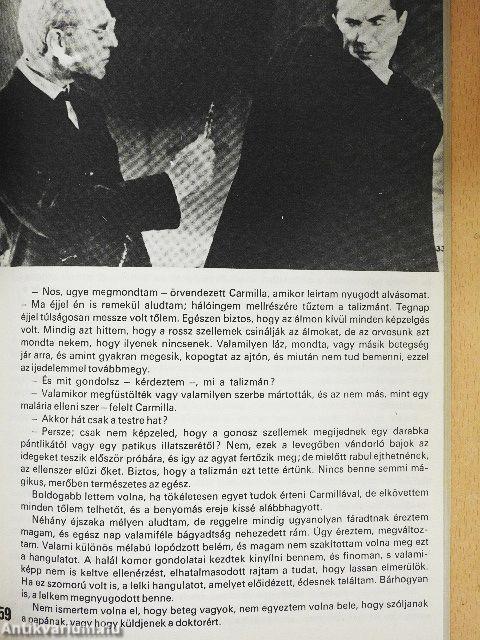 33
— Nos, ugye megmondtam — örvendezett Carmilla, amikor leírtam nyugodt alvásomat.
— Ma éjjel én is remekül aludtam; hálóingem mellrészére tűztem a talizmánt. Tegnap
éjjel túlságosan messze volt tőlem. Egészen biztos, hogy az álmon kívül minden képzelgés
volt. Mindig azt hittem, hogy a rossz szellemek csinálják az álmokat, de az orvosunk azt
mondta nekem, hogy ilyenek nincsenek. Valamilyen láz, mondta, vagy másik betegség
jár arra, és amint gyakran megesik, kopogtat az ajtón, és miután nem tud bemenni, ezzel
az ijedelemmel továbbmegy.
— És mit gondolsz — kérdeztem —, mi a talizmán?
— Valamikor megfüstölték vagy valamilyen szerbe mártották, és az nem más, mint egy
malária elleni szer — felelt Carmilla.
— Akkor hát csak a testre hat?
— Persze; csak nem képzeled, hogy a gonosz szellemek megijednek egy darabka
pántlikától vagy egy patikus illatszerétől? Nem, ezek a levegőben vándorló bajok az
idegeket teszik először próbára, és így az agyat fertőzik meg; de mielőtt rabul ejthetnének,
az ellenszer elűzi őket. Biztos, hogy a talizmán ezt tette értünk. Nincs benne semmi má-
gikus, merőben természetes az egész.
Boldogabb lettem volna, ha tökéletesen egyet tudok érteni Carmillával, de elkövettem
minden tőlem telhetőt, és a benyomás ereje kissé alábbhagyott.
Néhány éjszaka mélyen aludtam, de reggelre mindig ugyanolyan fáradtnak éreztem
magam, és egész nap valamiféle bágyadtság nehezedett rám. Úgy éreztem, megváltoz-
tam. Valami különös mélabú lopódzott belém, és magam nem szakítottam volna meg ezt
a hangulatot. A halál komor gondolatai kezdtek kinyílni bennem, és finoman, s valami-
képp nem is keltve ellenérzést, elhatalmasodott rajtam a tudat, hogy lassan elmerülök.
Ha ez szomorú volt is, a lelki hangulatot, amelyet előidézett, édesnek találtam. Bárhogyan
is, a lelkem megnyugodott benne.
Nem ismertem volna el, hogy beteg vagyok, nem egyeztem volna bele, hogy szóljanak
a papának, vagy hogy küldjenek a doktorért.
59
Antikvarium.hu